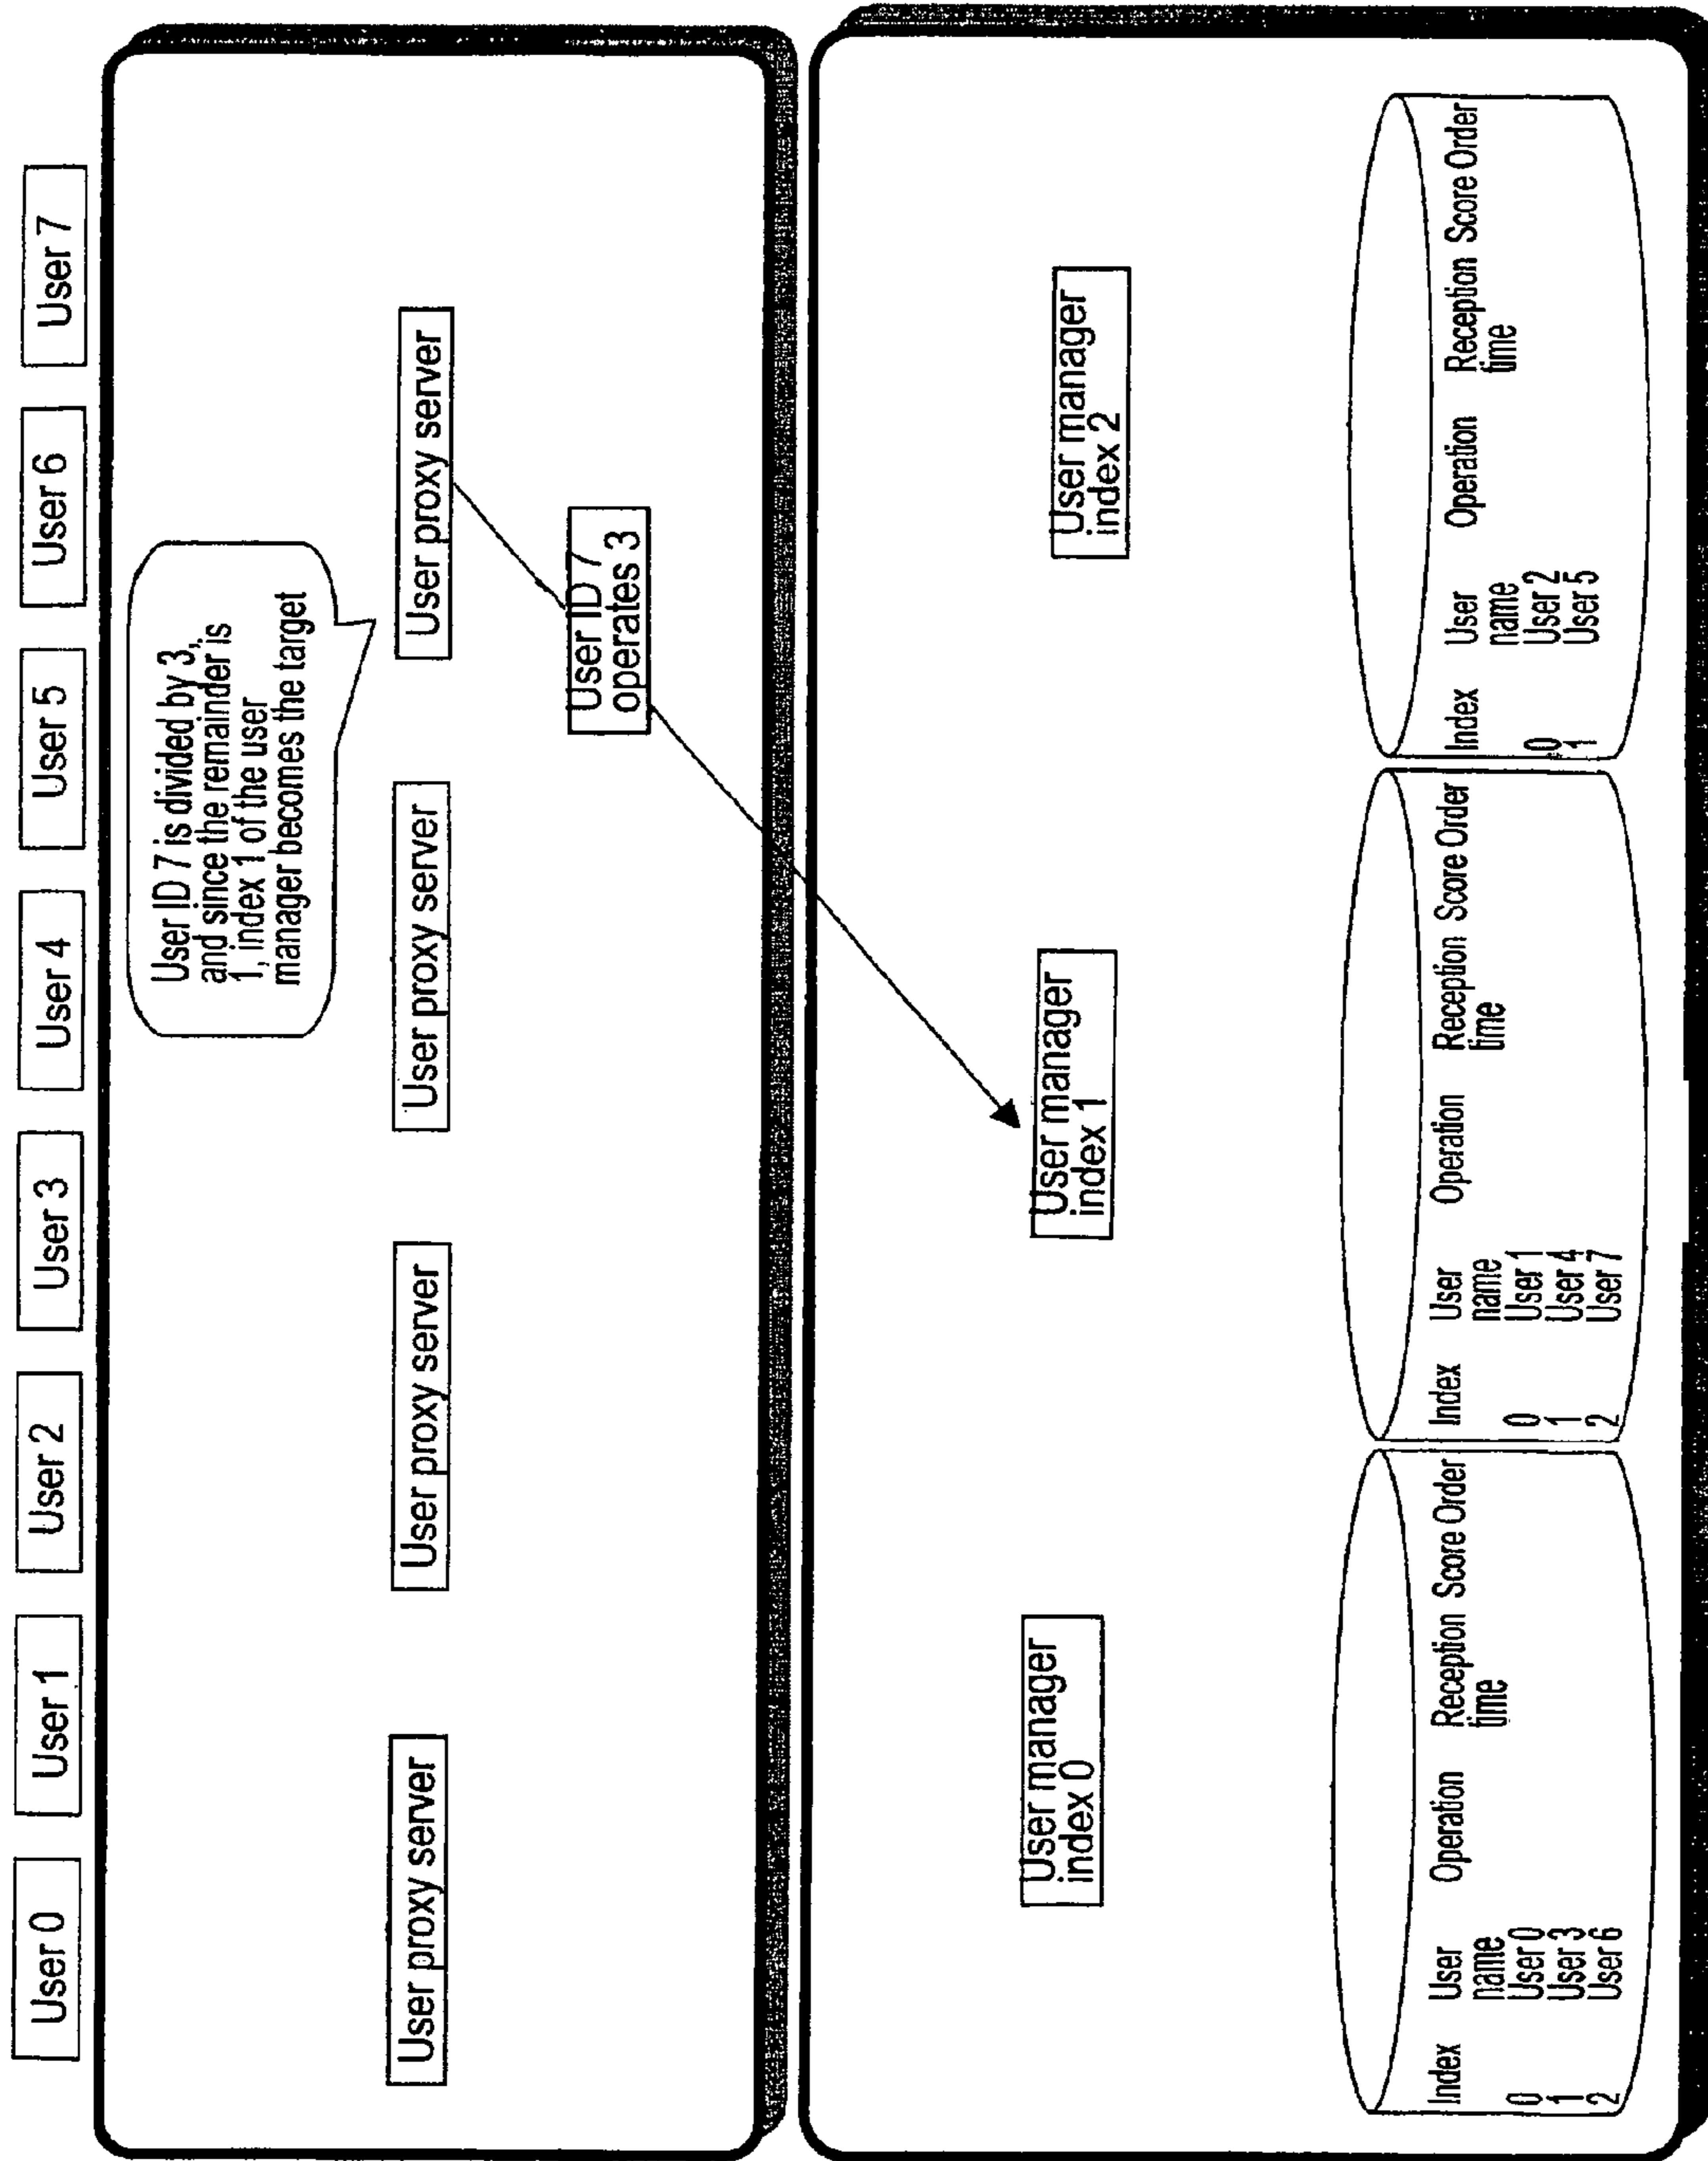 User 0
User 1
User 2
User 3
User 4
User 5
User 6
User 7
User ID 7 is divided by 3,
and since the remainder is
1, index 1 of the user
manager becomes the target
User proxy server
User proxy server
User proxy server
User proxy server
User ID 7
operates 3
User manager
index 0
User manager
index 1
User manager
index 2
Index User name Operation Reception time Score Order
0 User 0
1 User 3
2 User 6
Index User name Operation Reception time Score Order
0 User 1
1 User 4
2 User 7
Index User name Operation Reception time Score Order
0 User 2
1 User 5